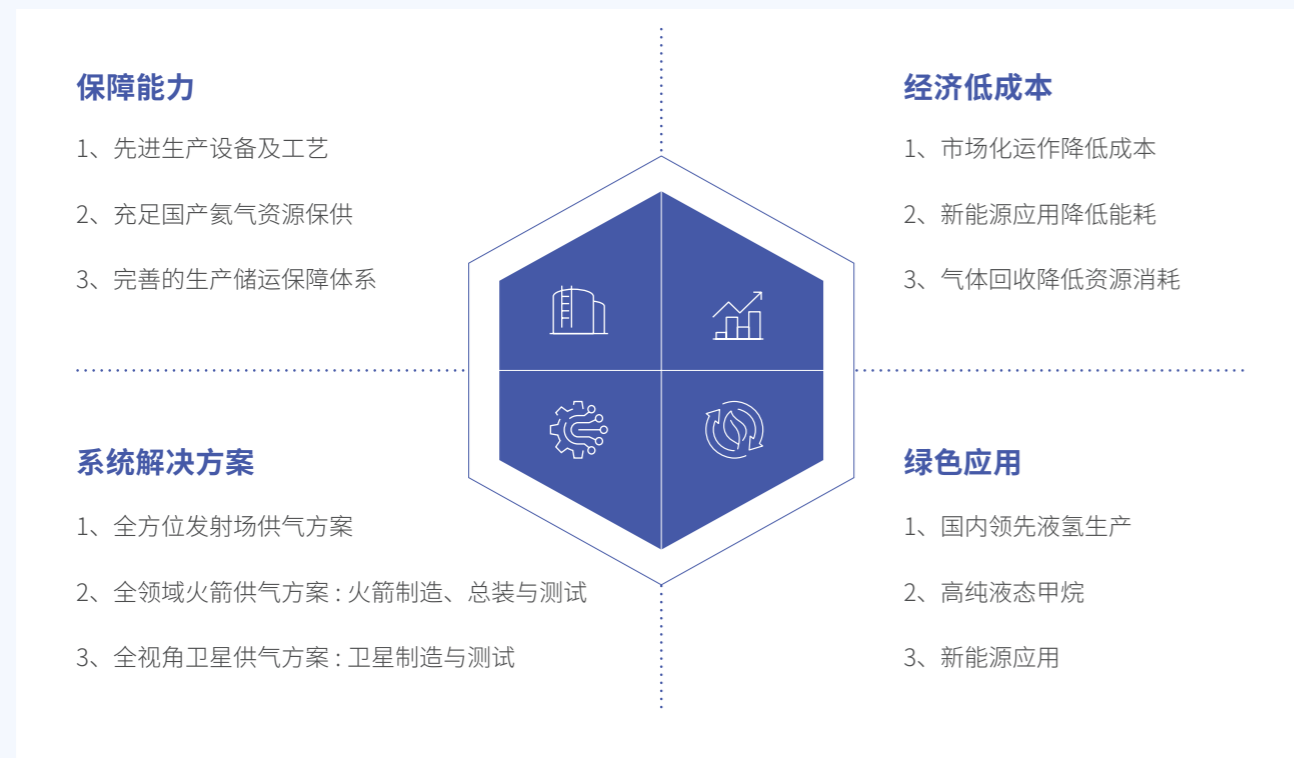 保障能力
1、先进生产设备及工艺
2、充足国产氦气资源保供
3、完善的生产储运保障体系
经济低成本
1、市场化运作降低成本
2、新能源应用降低能耗
3、气体回收降低资源消耗
系统解决方案
1、全方位发射场供气方案
2、全领域火箭供气方案 : 火箭制造、总装与测试
3、全视角卫星供气方案 : 卫星制造与测试
绿色应用
1、国内领先液氢生产
2、高纯液态甲烷
3、新能源应用